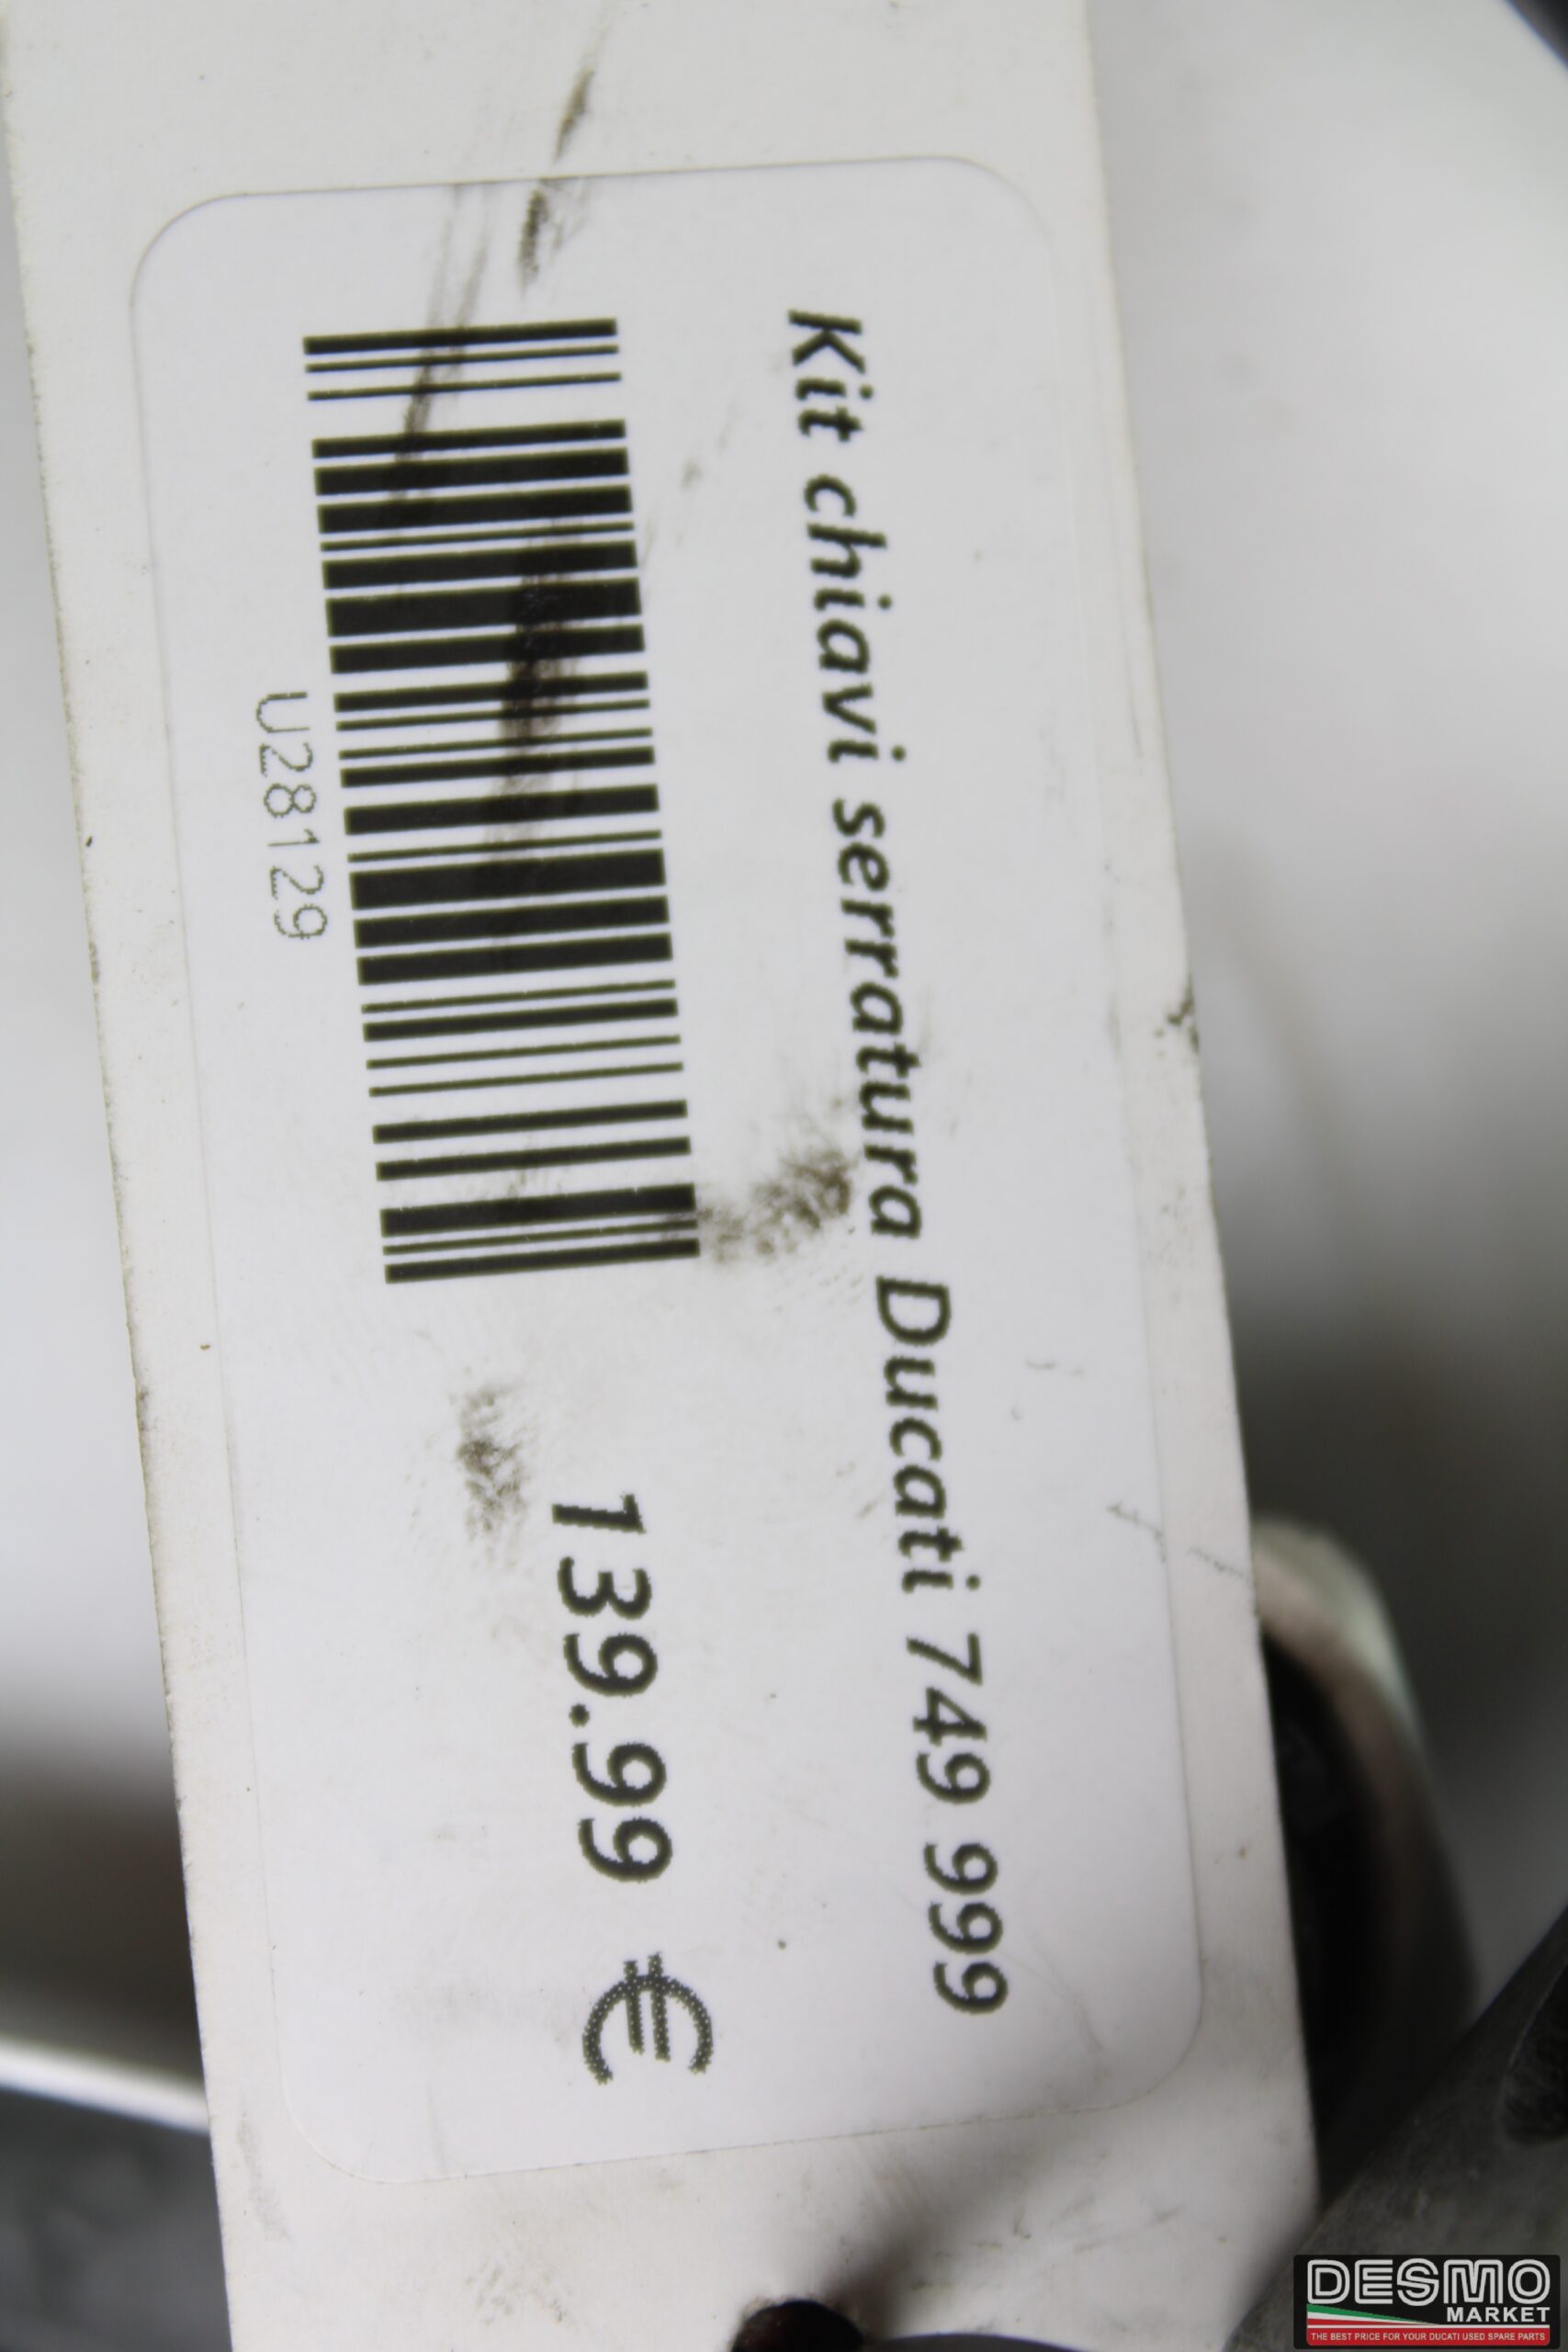 Kit chiavi serratura Ducati 749 999
U28129
139.99 €
DESMO
MARKET
THE BEST PRICE FOR YOUR DUCATI USED SPARE PARTS